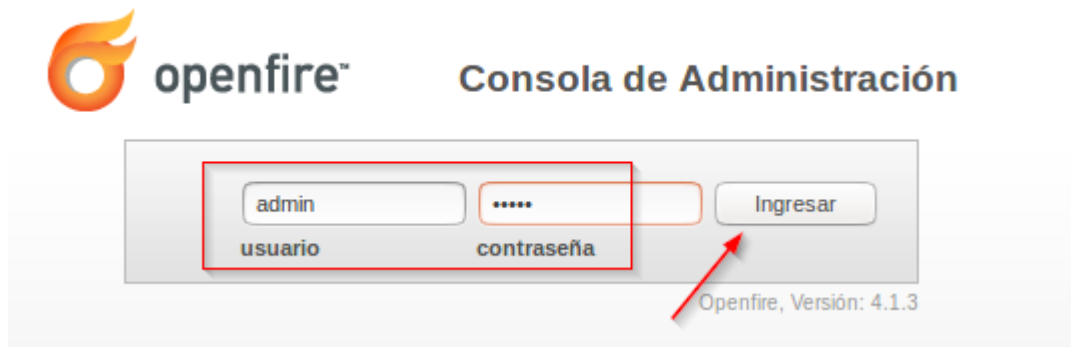 openfire™ Consola de Administración
admin ••••• Ingresar
usuario contraseña
Openfire, Versión: 4.1.3